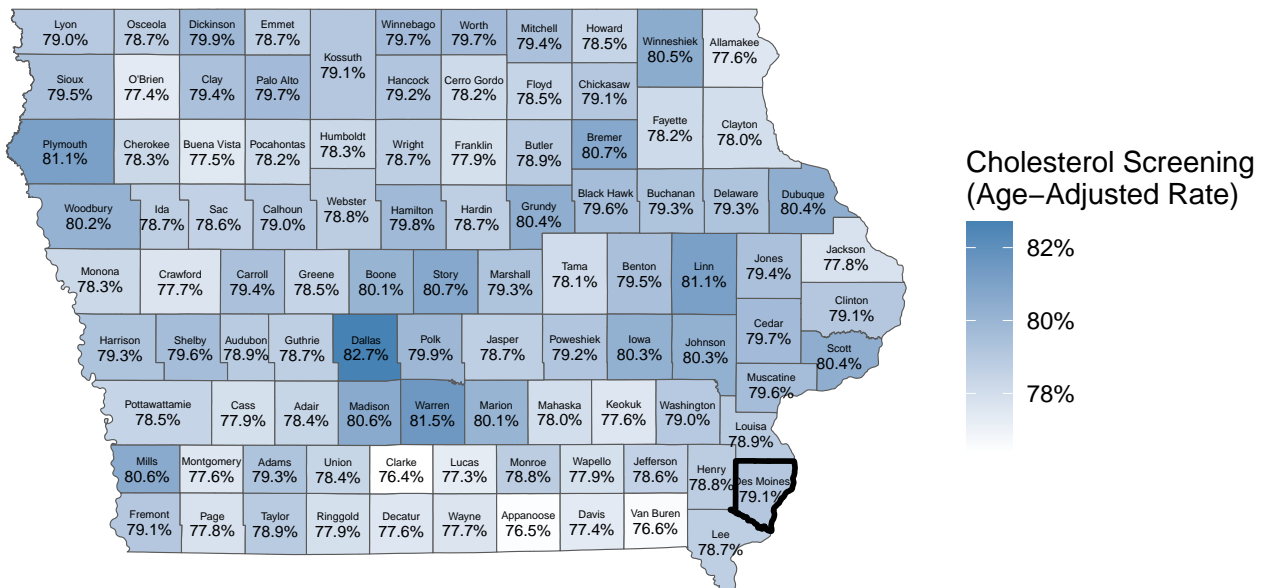 Lyon
79.0%
Osceola
78.7%
Dickinson
79.9%
Emmet
78.7%
Kossuth
79.1%
Winnebago
79.7%
Worth
79.7%
Mitchell
79.4%
Howard
78.5%
Winneshiek
80.5%
Allamakee
77.6%
Sioux
79.5%
O'Brien
77.4%
Clay
79.4%
Palo Alto
79.7%
Hancock
79.2%
Cerro Gordo
78.2%
Floyd
78.5%
Chickasaw
79.1%
Fayette
78.2%
Clayton
78.0%
Plymouth
81.1%
Cherokee
78.3%
Buena Vista
77.5%
Pocahontas
78.2%
Humboldt
78.3%
Wright
78.7%
Franklin
77.9%
Butler
78.9%
Bremer
80.7%
Woodbury
80.2%
Ida
78.7%
Sac
78.6%
Calhoun
79.0%
Webster
78.8%
Hamilton
79.8%
Hardin
78.7%
Grundy
80.4%
Black Hawk
79.6%
Buchanan
79.3%
Delaware
79.3%
Dubuque
80.4%
Monona
78.3%
Crawford
77.7%
Carroll
79.4%
Greene
78.5%
Boone
80.1%
Story
80.7%
Marshall
79.3%
Tama
78.1%
Benton
79.5%
Linn
81.1%
Jones
79.4%
Jackson
77.8%
Clinton
79.1%
Harrison
79.3%
Shelby
79.6%
Audubon
78.9%
Guthrie
78.7%
Dallas
82.7%
Polk
79.9%
Jasper
78.7%
Poweshiek
79.2%
Iowa
80.3%
Johnson
80.3%
Cedar
79.7%
Scott
80.4%
Muscatine
79.6%
Pottawattamie
78.5%
Cass
77.9%
Adair
78.4%
Madison
80.6%
Warren
81.5%
Marion
80.1%
Mahaska
78.0%
Keokuk
77.6%
Washington
79.0%
Louisa
78.9%
Mills
80.6%
Montgomery
77.6%
Adams
79.3%
Union
78.4%
Clarke
76.4%
Lucas
77.3%
Monroe
78.8%
Wapello
77.9%
Jefferson
78.6%
Henry
78.8%
Des Moines
79.1%
Fremont
79.1%
Page
77.8%
Taylor
78.9%
Ringgold
77.9%
Decatur
77.6%
Wayne
77.7%
Appanoose
76.5%
Davis
77.4%
Van Buren
76.6%
Lee
78.7%
Cholesterol Screening
(Age−Adjusted Rate)
82%
80%
78%